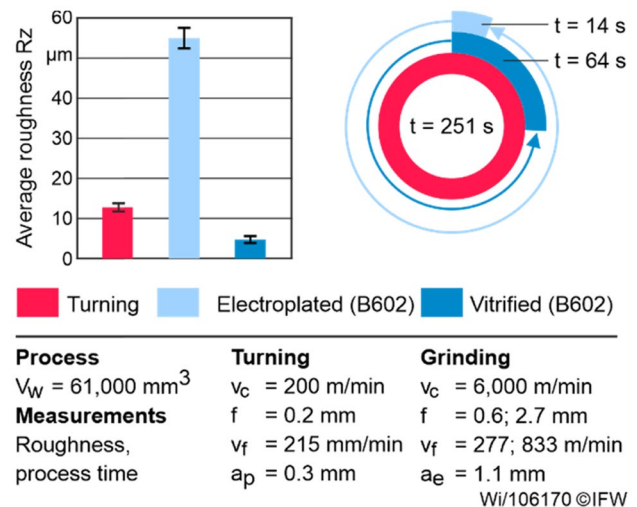 Average roughness Rz
60
µm
40
30
20
10
0
t = 14 s
t = 64 s
t = 251 s
Turning
Electroplated (B602)
Vitrified (B602)
Process
Vw = 61,000 mm³
Measurements
Roughness,
process time
Turning
vc = 200 m/min
f = 0.2 mm
vf = 215 mm/min
ap = 0.3 mm
Grinding
vc = 6,000 m/min
f = 0.6; 2.7 mm
vf = 277; 833 m/min
ae = 1.1 mm
Wi/106170 ©IFW